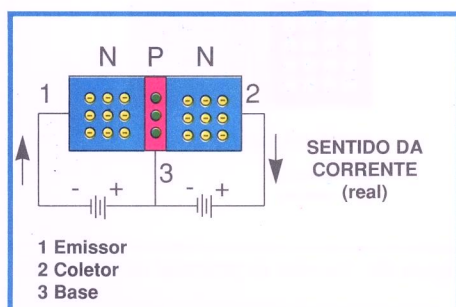 N P N
1 2
SENTIDO DA
CORRENTE
(real)
3
- + - +
1 Emissor
2 Coletor
3 Base